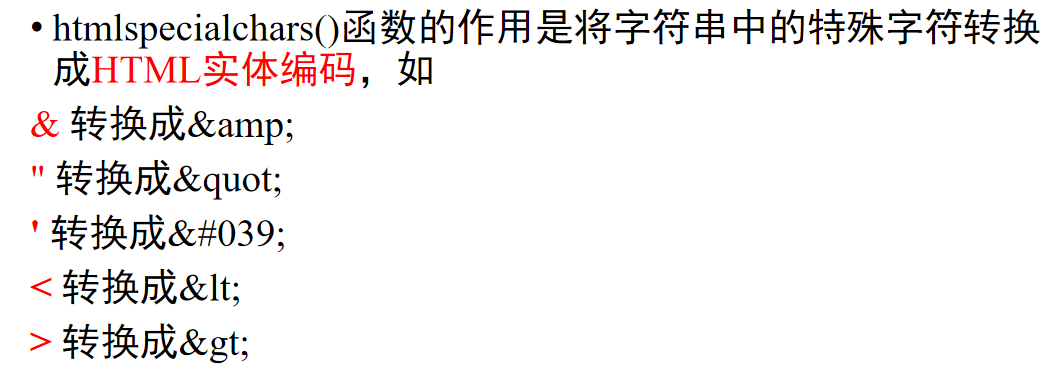 • htmlspecialchars()函数的作用是将字符串中的特殊字符转换
成HTML实体编码，如
& 转换成&amp;
" 转换成&quot;
' 转换成&#039;
< 转换成&lt;
> 转换成&gt;